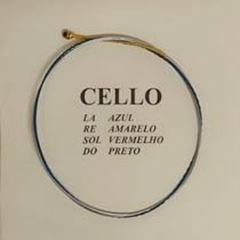 CELLO
LA AZUL
RE AMARELO
SOL VERMELHO
DO PRETO